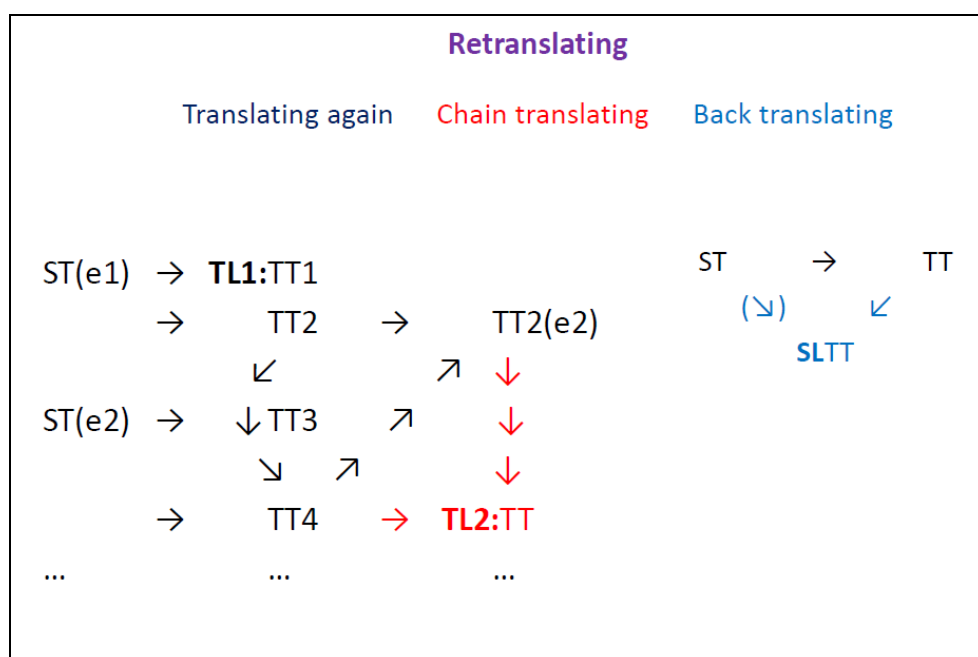 Retranslating
Translating again Chain translating Back translating
ST → TT
ST(e1) → TL1:TT1
(↘) ↙
→ TT2 → TT2(e2)
SLTT
↙ ↗ ↓
ST(e2) → ↓ TT3 ↗ ↓
↘ ↗ ↓
→ TT4 → TL2:TT
... ... ...